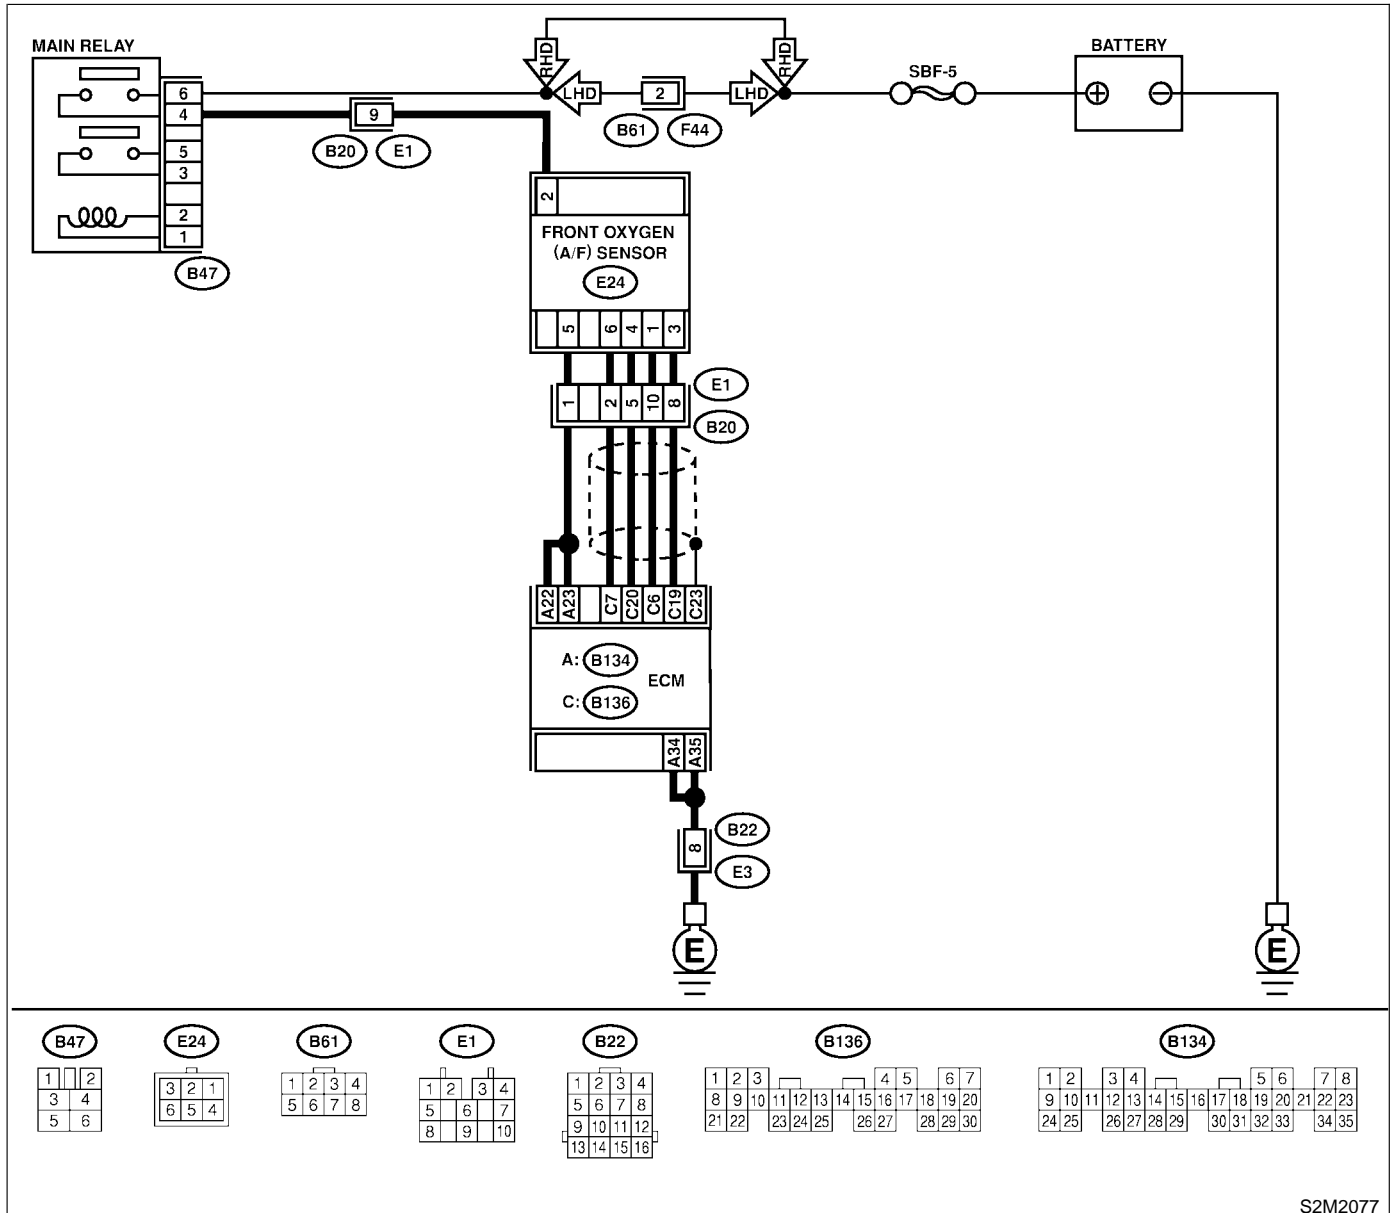 MAIN RELAY
BATTERY
RHD
RHD
SBF-5
6
LHD
2
LHD
4
9
B61
F44
5
B20
E1
3
2
2
1
FRONT OXYGEN
(A/F) SENSOR
B47
E24
5 6 4 1 3
E1
1 2 5 10 8
B20
A22 A23 C7 C20 C6 C19 C23
A: B134
ECM
C: B136
A34 A35
B22
8
E3
E
E
B47 E24 B61 E1 B22 B136 B134
1 2
3 4
5 6
3 2 1
6 5 4
1 2 3 4
5 6 7 8
1 2 3 4
5 6 7
8 9 10
1 2 3 4
5 6 7 8
9 10 11 12
13 14 15 16
1 2 3 4 5 6 7
8 9 10 11 12 13 14 15 16 17 18 19 20
21 22 23 24 25 26 27 28 29 30
1 2 3 4 5 6 7 8
9 10 11 12 13 14 15 16 17 18 19 20 21 22 23
24 25 26 27 28 29 30 31 32 33 34 35
S2M2077